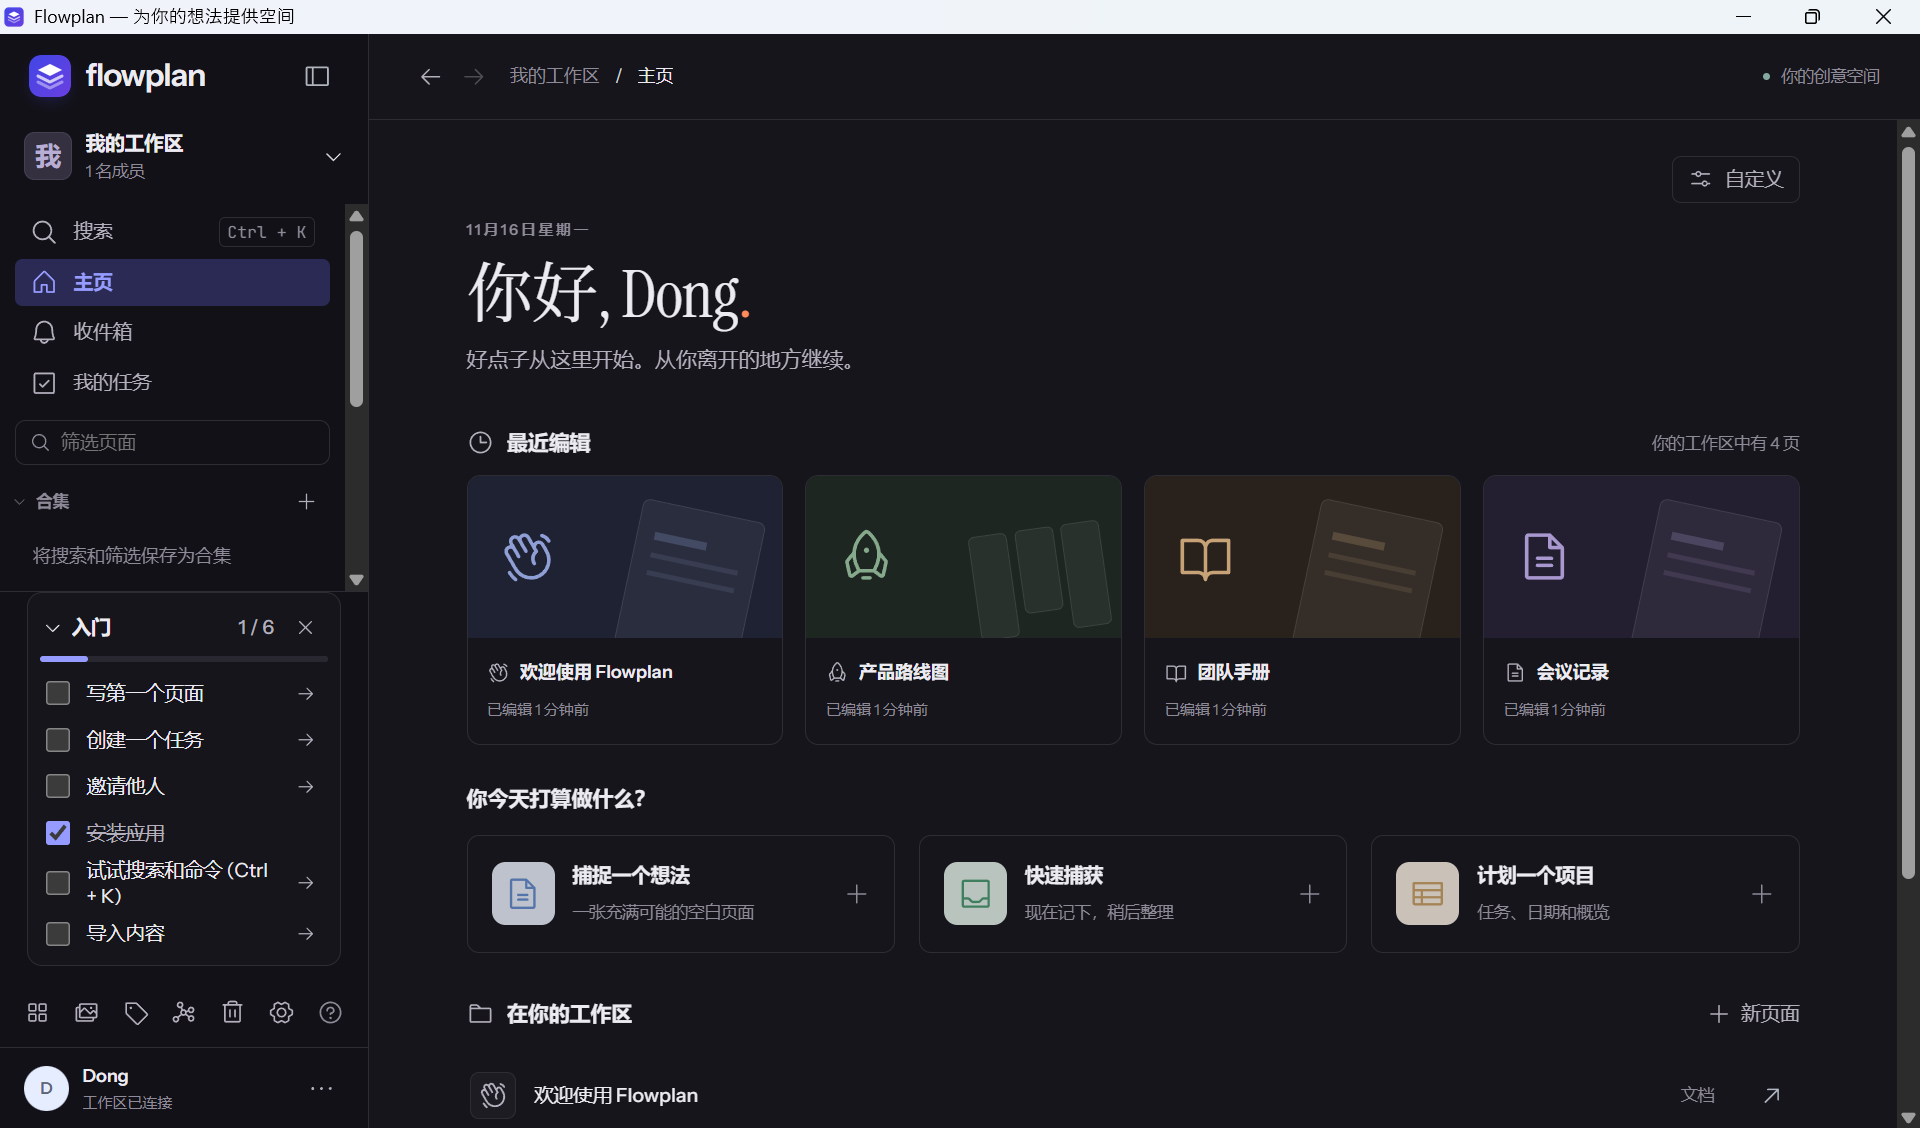 Flowplan — 为你的想法提供空间
flowplan
我的工作区 / 主页
你的创意空间
我
我的工作区
1名成员
搜索
Ctrl + K
主页
收件箱
我的任务
筛选页面
合集
将搜索和筛选保存为合集
入门
1/6
写第一个页面
创建一个任务
邀请他人
安装应用
试试搜索和命令 (Ctrl
+ K)
导入内容
D
Dong
工作区已连接
自定义
11月16日星期一
你好, Dong.
好点子从这里开始。从你离开的地方继续。
最近编辑
你的工作区中有 4 页
欢迎使用 Flowplan
已编辑 1 分钟前
产品路线图
已编辑 1 分钟前
团队手册
已编辑 1 分钟前
会议记录
已编辑 1 分钟前
你今天打算做什么?
捕捉一个想法
一张充满可能的空白页面
快速捕获
现在记下，稍后整理
计划一个项目
任务、日期和概览
在你的工作区
新页面
欢迎使用 Flowplan
文档